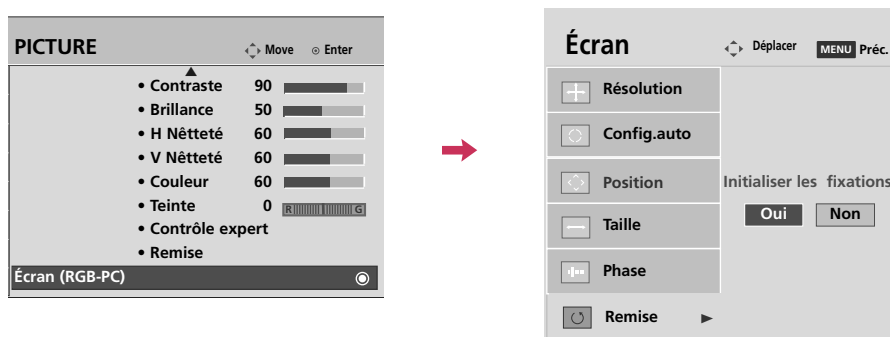 PICTURE Move Enter
• Contraste 90
• Brillance 50
• H Nêtteté 60
• V Nêtteté 60
• Couleur 60
• Teinte 0 R G
• Contrôle expert
• Remise
Écran (RGB-PC)
Écran Déplacer MENU Préc.
Résolution
Config.auto
Position
Taille
Phase
Remise
Initialiser les fixations
Oui Non